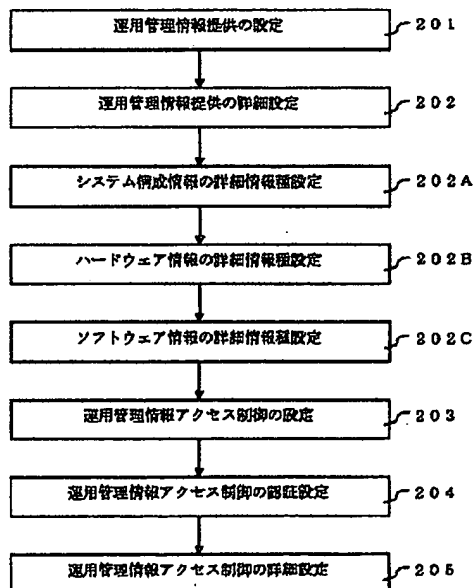 運用管理情報提供の設定 201
運用管理情報提供の詳細設定 202
システム構成情報の詳細情報種設定 202A
ハードウェア情報の詳細情報種設定 202B
ソフトウェア情報の詳細情報種設定 202C
運用管理情報アクセス制御の設定 203
運用管理情報アクセス制御の認証設定 204
運用管理情報アクセス制御の詳細設定 205